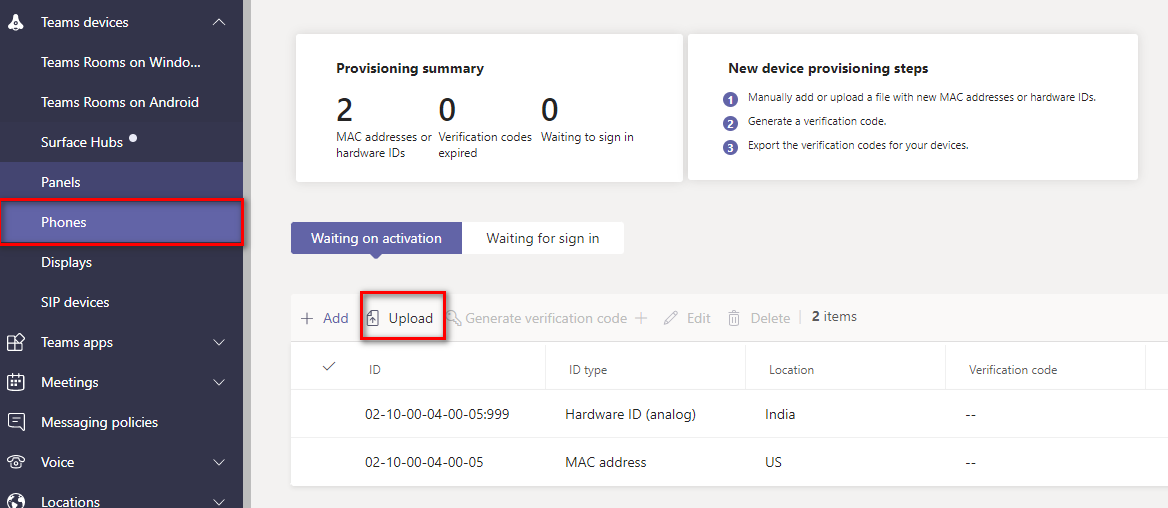 Teams devices
Teams Rooms on Windo...
Teams Rooms on Android
Surface Hubs
Panels
Phones
Displays
SIP devices
Teams apps
Meetings
Messaging policies
Voice
Locations
Provisioning summary
2 0 0
MAC addresses or Verification codes Waiting to sign in
hardware IDs expired
New device provisioning steps
1 Manually add or upload a file with new MAC addresses or hardware IDs.
2 Generate a verification code.
3 Export the verification codes for your devices.
Waiting on activation Waiting for sign in
+ Add Upload Generate verification code + Edit Delete | 2 items
ID ID type Location Verification code
02-10-00-04-00-05:999 Hardware ID (analog) India --
02-10-00-04-00-05 MAC address US --